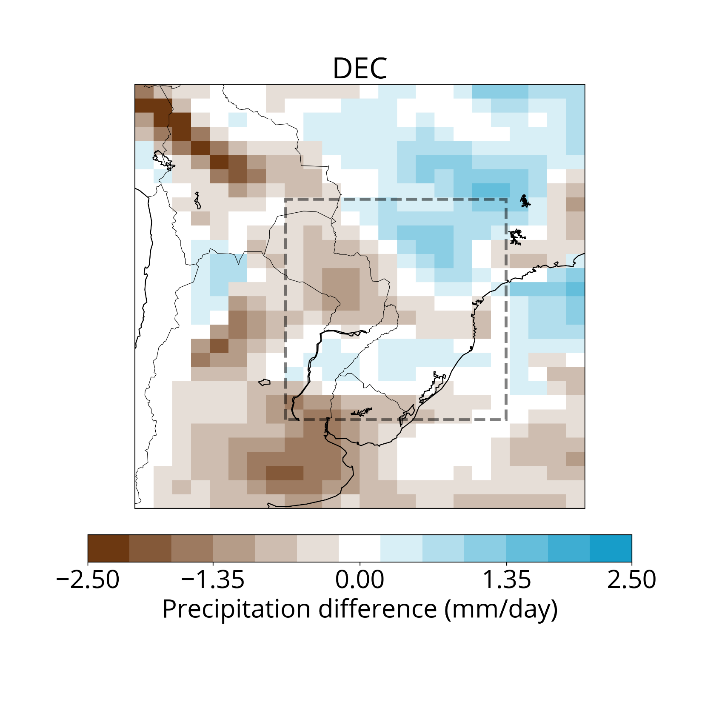 DEC
−2.50 −1.35 0.00 1.35 2.50
Precipitation difference (mm/day)